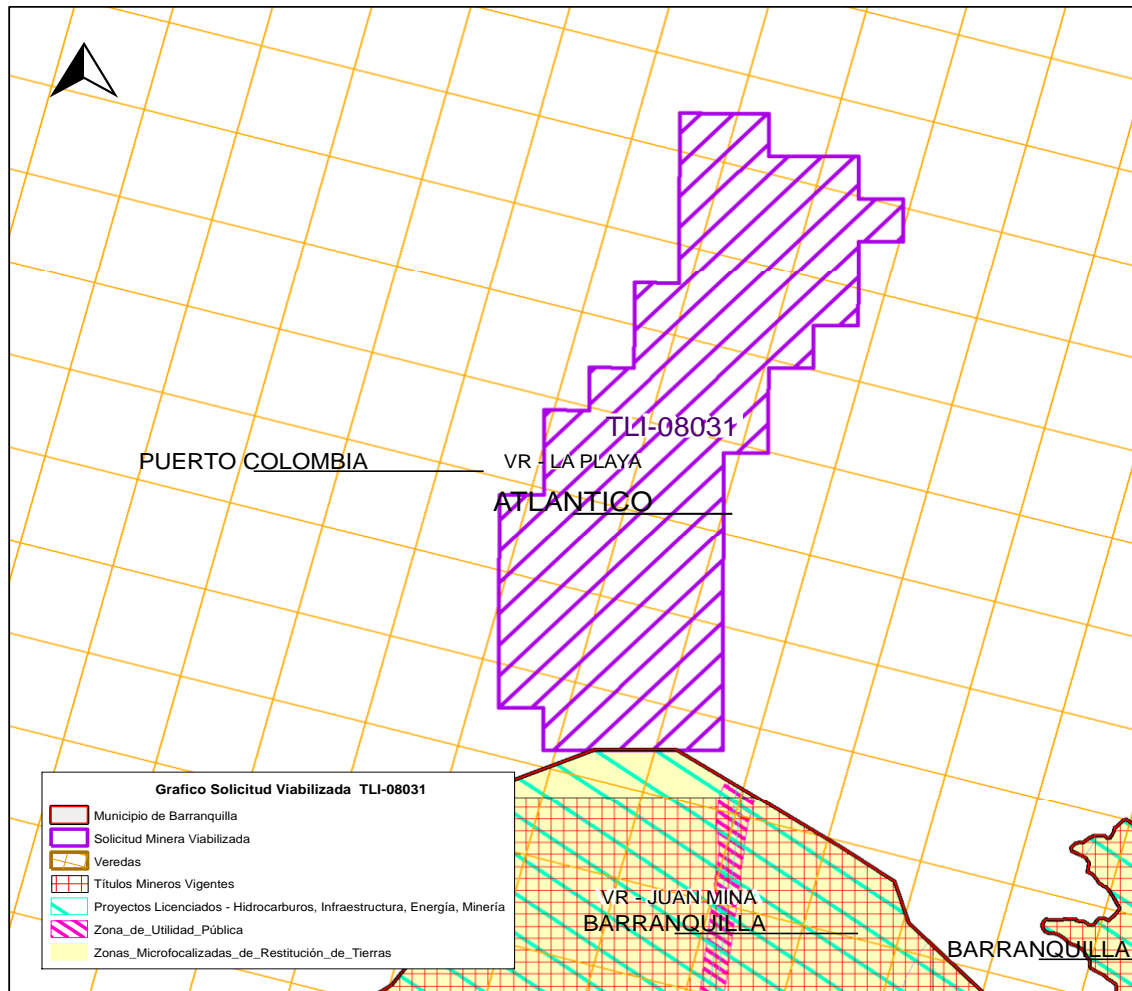 TLI-08031
PUERTO COLOMBIA
VR - LA PLAYA
ATLANTICO
Grafico Solicitud Viabilizada TLI-08031
Municipio de Barranquilla
Solicitud Minera Viabilizada
Veredas
Títulos Mineros Vigentes
Proyectos Licenciados - Hidrocarburos, Infraestructura, Energía, Minería
Zona_de_Utilidad_Pública
Zonas_Microfocalizadas_de_Restitución_de_Tierras
VR - JUAN MINA
BARRANQUILLA
BARRANQUILLA